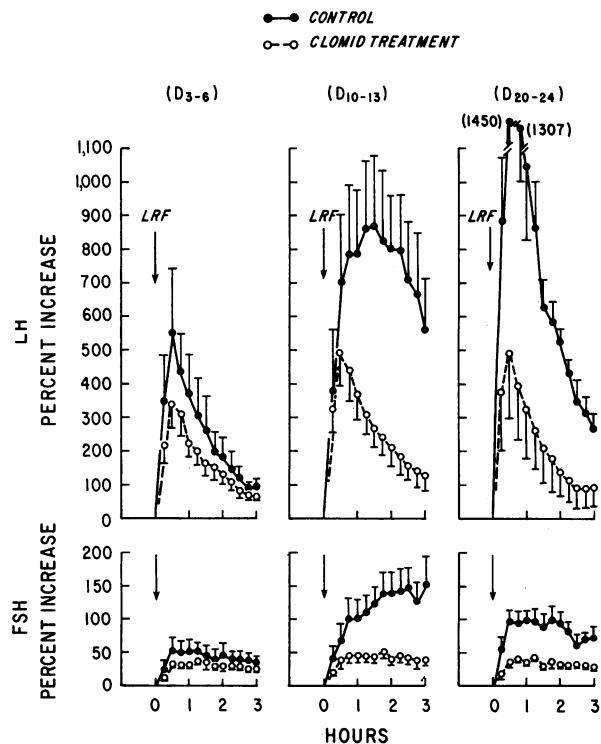 CONTROL
CLOMID TREATMENT
(D3-6) (D10-13) (D20-24)
(1450) (1307)
1,100
1,000
900
800
700
600
500
400
300
200
100
0
LRF LRF LRF
LH
PERCENT INCREASE
200
150
100
50
0
FSH
PERCENT INCREASE
0 1 2 3 0 1 2 3 0 1 2 3
HOURS